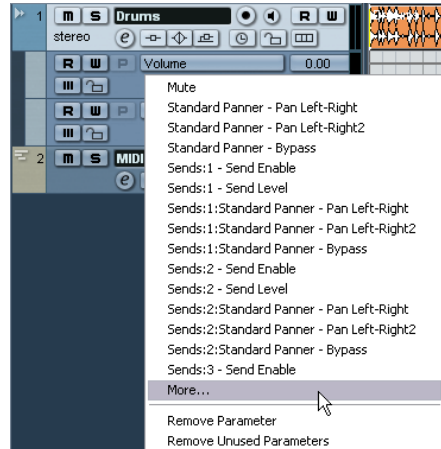 1 m S Drums R W
stereo e
R W P Volume 0.00
R W P
2 m S MIDI
e
Mute
Standard Panner - Pan Left-Right
Standard Panner - Pan Left-Right2
Standard Panner - Bypass
Sends:1 - Send Enable
Sends:1 - Send Level
Sends:1:Standard Panner - Pan Left-Right
Sends:1:Standard Panner - Pan Left-Right2
Sends:1:Standard Panner - Bypass
Sends:2 - Send Enable
Sends:2 - Send Level
Sends:2:Standard Panner - Pan Left-Right
Sends:2:Standard Panner - Pan Left-Right2
Sends:2:Standard Panner - Bypass
Sends:3 - Send Enable
More...
Remove Parameter
Remove Unused Parameters